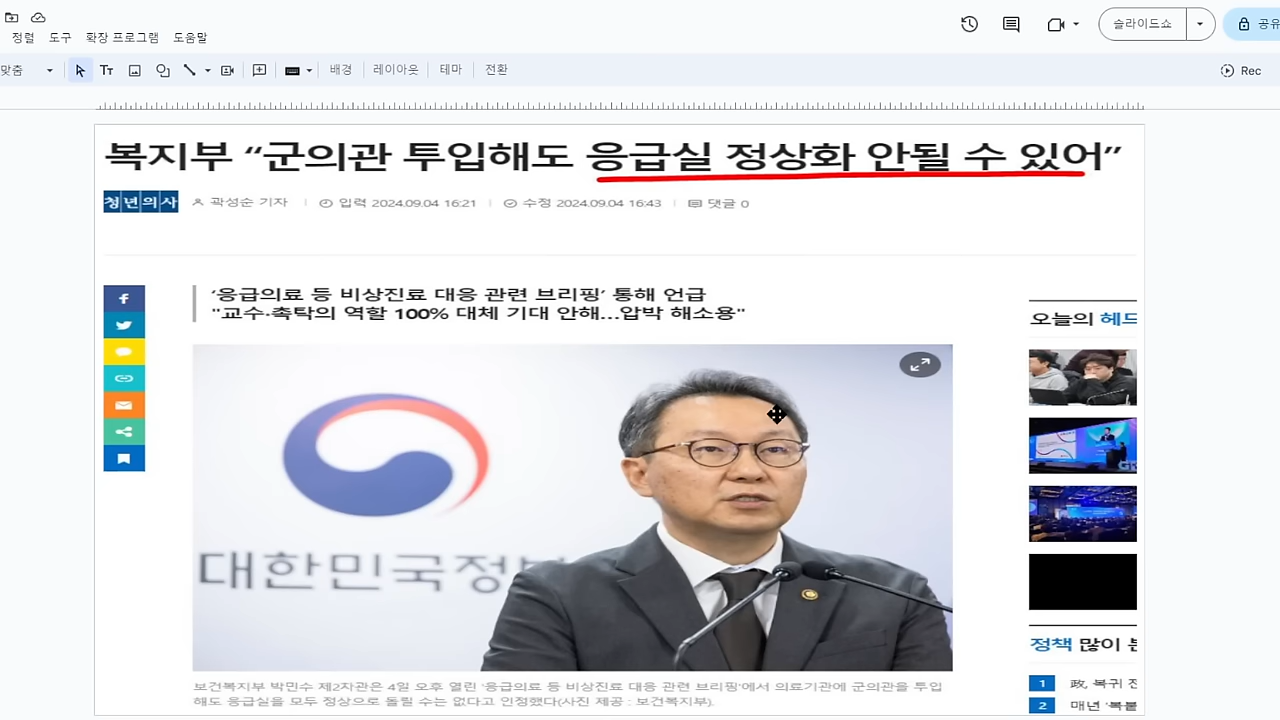 정렬 도구 확장 프로그램 도움말
슬라이드쇼
공유
맞춤
Tт
배경 레이아웃 테마 전환
Rec
복지부 “군의관 투입해도 응급실 정상화 안될 수 있어”
청년의사 곽성순 기자 입력 2024.09.04 16:21 수정 2024.09.04 16:43 댓글 0
‘응급의료 등 비상진료 대응 관련 브리핑’ 통해 언급
"교수·촉탁의 역할 100% 대체 기대 안해…압박 해소용"
오늘의 헤드
대한민국정부
정책 많이 본
1 政, 복귀 전
2 매년 ‘복붙
보건복지부 박민수 제2차관은 4일 오후 열린 ‘응급의료 등 비상진료 대응 관련 브리핑’에서 의료기관에 군의관을 투입
해도 응급실을 모두 정상으로 돌릴 수는 없다고 인정했다(사진 제공 : 보건복지부).